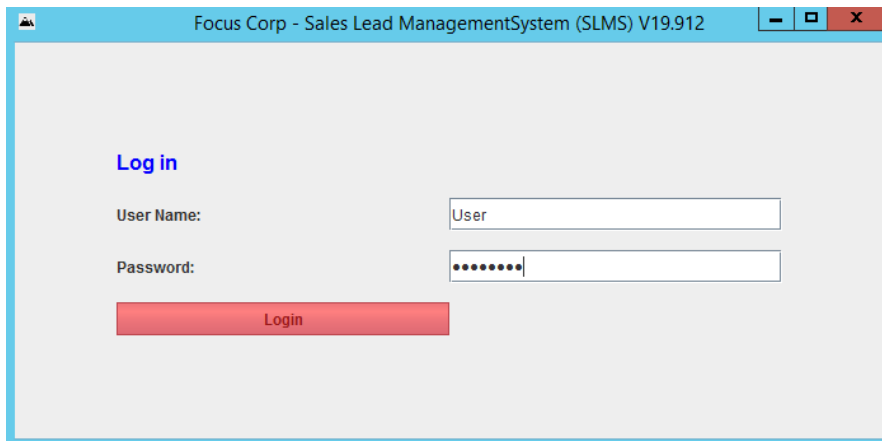 Focus Corp - Sales Lead ManagementSystem (SLMS) V19.912
Log in
User Name: User
Password: ••••••••
Login